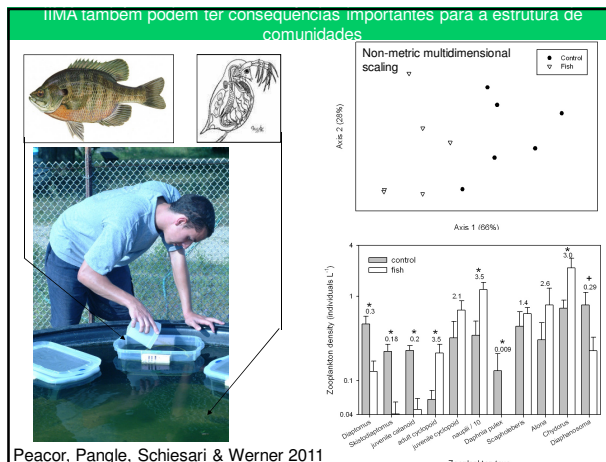 IIMA também podem ter consequências importantes para a estrutura de
comunidades
Non-metric multidimensional
scaling
Control
Fish
Axis 2 (28%)
Axis 1 (66%)
Zooplankton density (individuals L⁻¹)
4
1
0.1
0.04
control
fish
*
0.3
*
0.18
*
0.2
*
3.5
2.1
*
3.5
*
0.009
1.4
2.6
*
3.0
+
0.29
Diaptomus
Skistodiaptomus
juvenile calanoid
adult cyclopoid
juvenile cyclopoid
nauplii / 10
Daphnia pulex
Scapholeberis
Alona
Chydorus
Diaphanosoma
Peacor, Pangle, Schiesari & Werner 2011